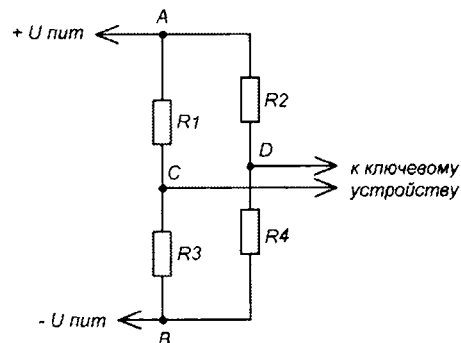 A
+ U пит
R1
R2
D
C
к ключевому
устройству
R3
R4
- U пит
B